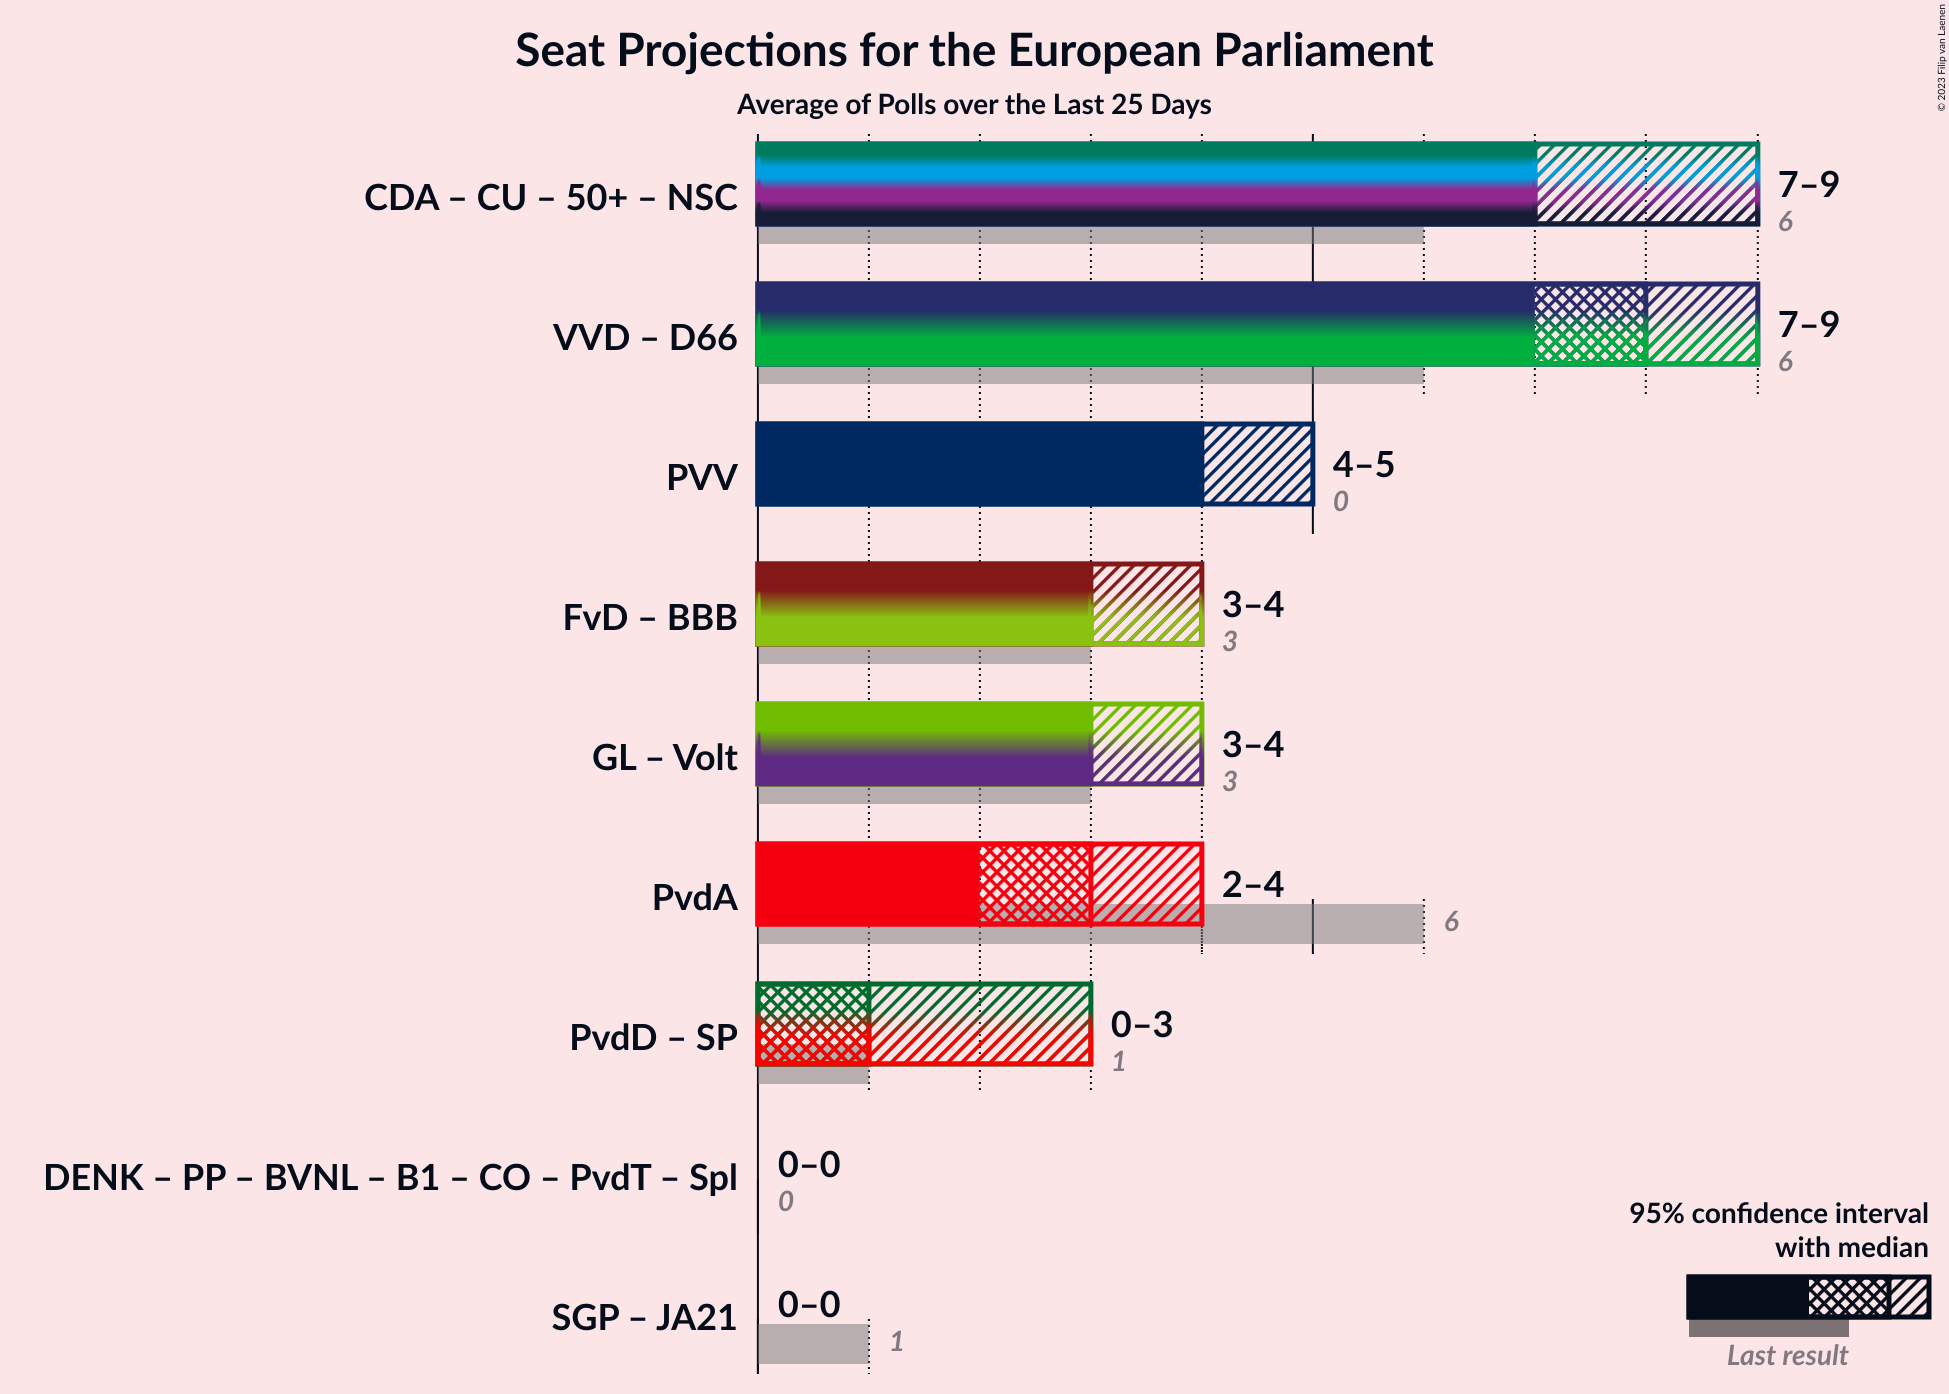 Seat Projections for the European Parliament
Average of Polls over the Last 25 Days
© 2023 Filip van Laenen
CDA – CU – 50+ – NSC
7–9
6
VVD – D66
7–9
6
PVV
4–5
0
FvD – BBB
3–4
3
GL – Volt
3–4
3
PvdA
2–4
6
PvdD – SP
0–3
1
DENK – PP – BVNL – B1 – CO – PvdT – Spl
0–0
0
SGP – JA21
0–0
1
95% confidence interval
with median
Last result